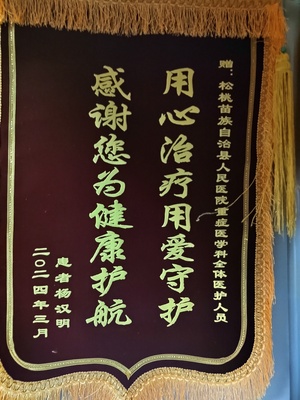 赠：松桃苗族自治县人民医院重症医学科全体医护人员
用心治疗用爱守护
感谢您为健康护航
患者杨汉明
二〇二四年三月